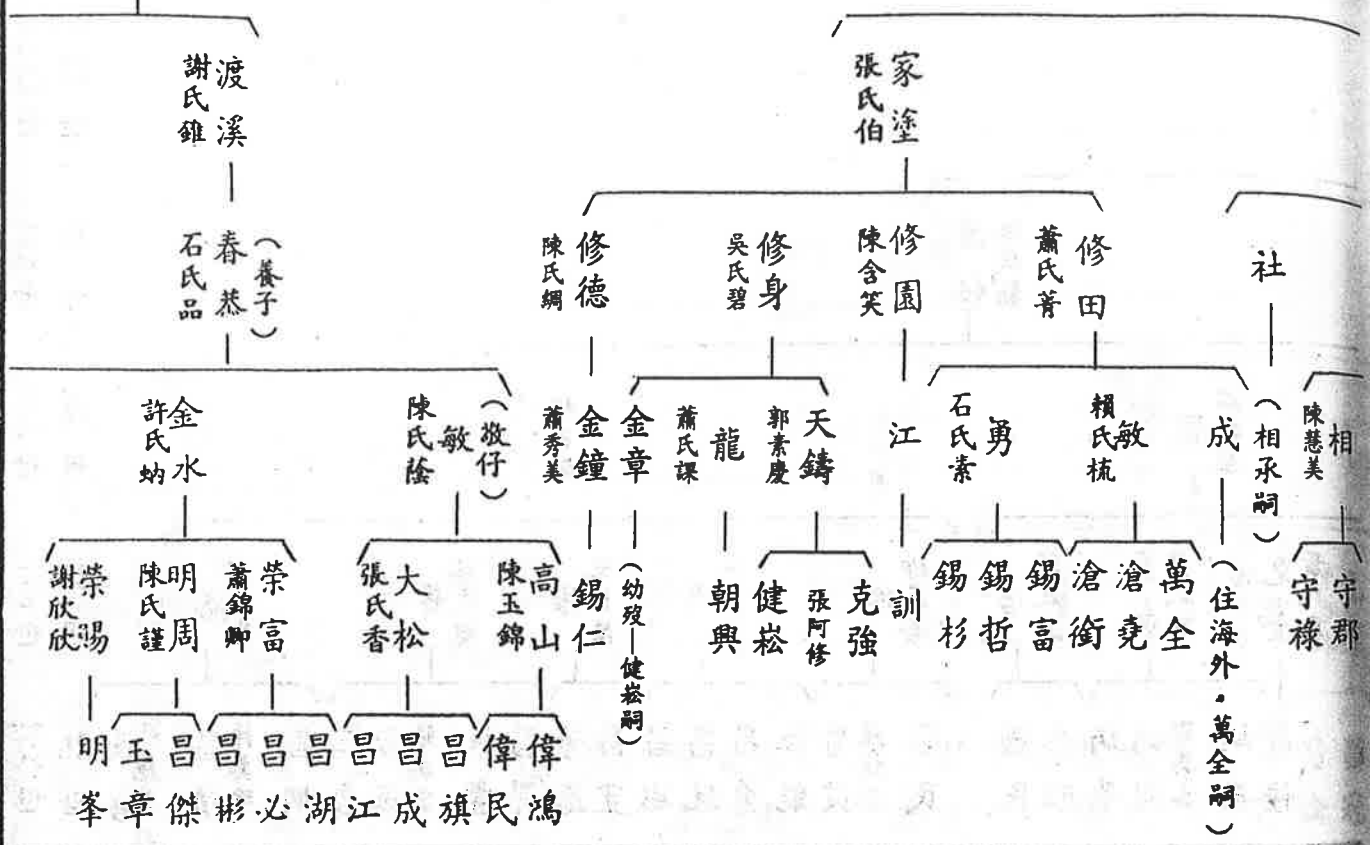 家塗
張氏伯
渡溪
謝氏錐
社
修田
蕭氏菁
修園
陳含笑
修身
吳氏碧
修德
陳氏綢
(養子)
春
石氏品
相
陳慧美
(相承嗣)
成
敏
賴氏梳
勇
石氏素
江
天鑄
郭素慶
龍
蕭氏課
金章
金鐘
蕭秀美
(敬仔)
敏
陳氏蔭
金水
許氏蚋
守郡
守祿
(住海外·萬全嗣)
萬全
滄堯
滄銜
錫富
錫哲
錫杉
訓
克強
張阿修
健崧
朝興
(幼歿—健崧嗣)
錫仁
高山
陳玉錦
大松
張氏香
榮富
蕭錦卿
明周
陳氏謹
榮賜
謝欣欣
偉鴻
偉民
昌旗
昌成
昌江
昌湖
昌必
昌彬
昌傑
玉章
明峯